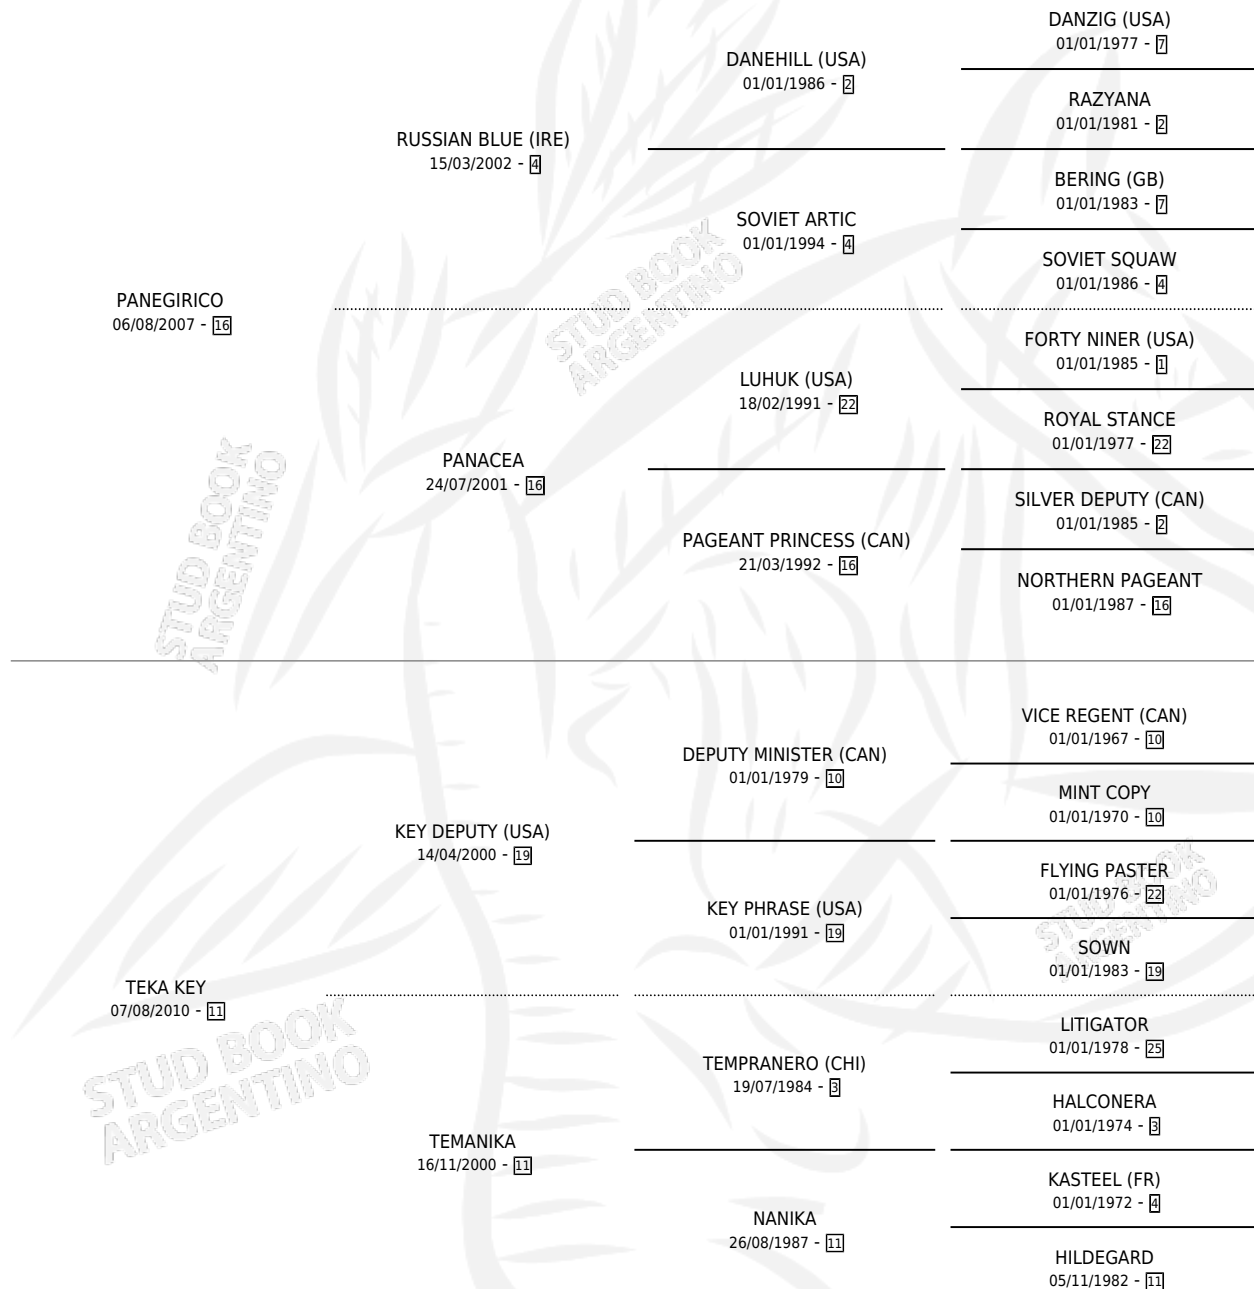 DANZIG (USA)
01/01/1977 - 7
DANEHILL (USA)
01/01/1986 - 2
RAZYANA
01/01/1981 - 2
RUSSIAN BLUE (IRE)
15/03/2002 - 4
BERING (GB)
01/01/1983 - 7
SOVIET ARTIC
01/01/1994 - 4
SOVIET SQUAW
01/01/1986 - 4
PANEGIRICO
06/08/2007 - 16
FORTY NINER (USA)
01/01/1985 - 1
LUHUK (USA)
18/02/1991 - 22
ROYAL STANCE
01/01/1977 - 22
PANACEA
24/07/2001 - 16
SILVER DEPUTY (CAN)
01/01/1985 - 2
PAGEANT PRINCESS (CAN)
21/03/1992 - 16
NORTHERN PAGEANT
01/01/1987 - 16
VICE REGENT (CAN)
01/01/1967 - 10
DEPUTY MINISTER (CAN)
01/01/1979 - 10
MINT COPY
01/01/1970 - 10
KEY DEPUTY (USA)
14/04/2000 - 19
FLYING PASTER
01/01/1976 - 22
KEY PHRASE (USA)
01/01/1991 - 19
SOWN
01/01/1983 - 19
TEKA KEY
07/08/2010 - 11
LITIGATOR
01/01/1978 - 25
TEMPRANERO (CHI)
19/07/1984 - 3
HALCONERA
01/01/1974 - 3
TEMANIKA
16/11/2000 - 11
KASTEEL (FR)
01/01/1972 - 4
NANIKA
26/08/1987 - 11
HILDEGARD
05/11/1982 - 11
STUD BOOK
ARGENTINO
STUD BOOK
ARGENTINO
STUD BOOK
ARGENTINO
STUD BOOK
ARGENTINO